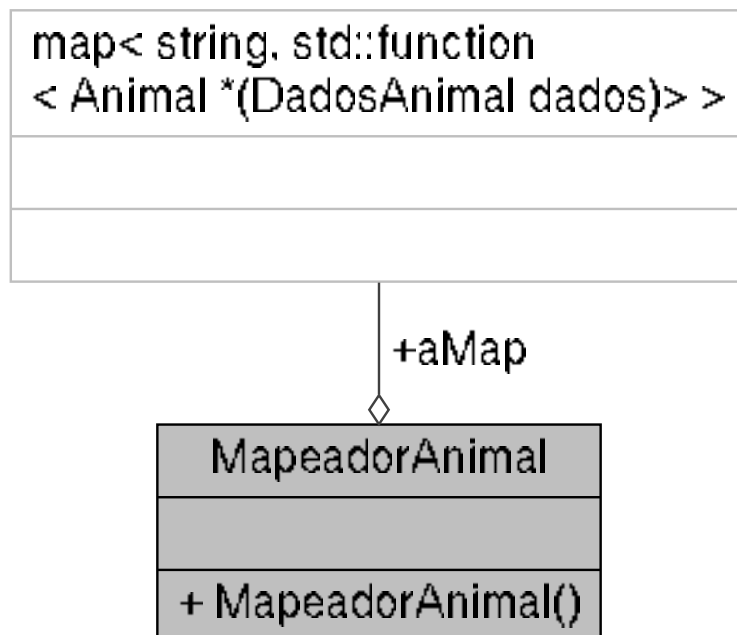 map< string, std::function
< Animal *(DadosAnimal dados)> >
+aMap
MapeadorAnimal
+ MapeadorAnimal()